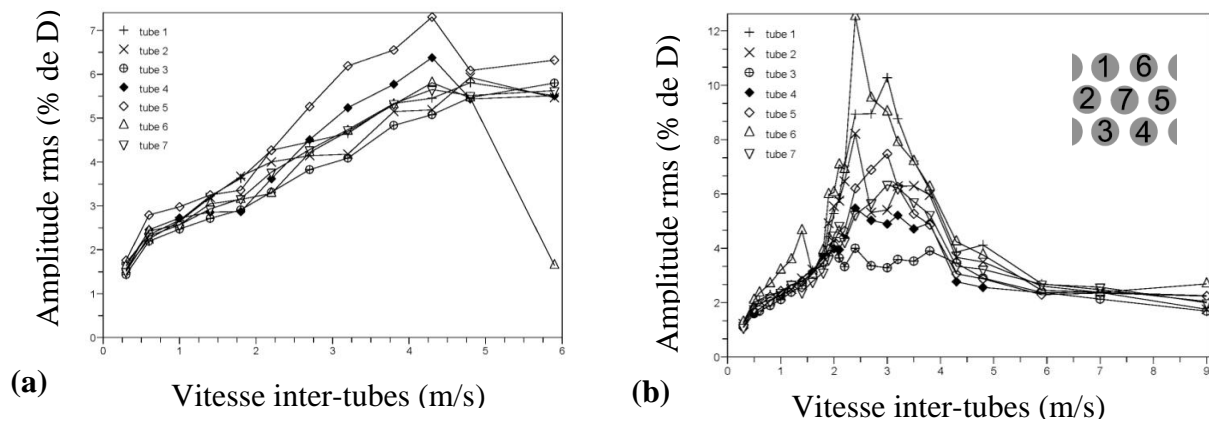 7
6
5
4
3
2
1
0
tube 1
tube 2
tube 3
tube 4
tube 5
tube 6
tube 7
Amplitude rms (% de D)
0 1 2 3 4 5 6
Vitesse inter-tubes (m/s)
(a)
12
10
8
6
4
2
0
tube 1
tube 2
tube 3
tube 4
tube 5
tube 6
tube 7
1 6
2 7 5
3 4
Amplitude rms (% de D)
0 1 2 3 4 5 6 7 8 9
Vitesse inter-tubes (m/s)
(b)